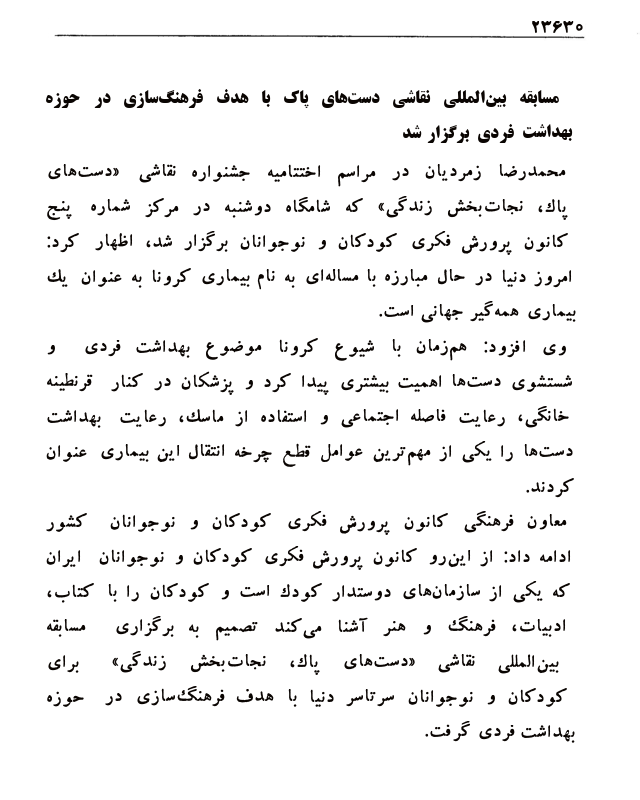 ۲۳۶۳۰
مسابقه بین‌المللی نقاشی دست‌های پاک با هدف فرهنگ‌سازی در حوزه
بهداشت فردی برگزار شد
محمدرضا زمردیان در مراسم اختتامیه جشنواره نقاشی «دست‌های
پاك، نجات‌بخش زندگی» که شامگاه دوشنبه در مرکز شماره پنج
کانون پرورش فکری کودکان و نوجوانان برگزار شد، اظهار کرد:
امروز دنیا در حال مبارزه با مساله‌ای به نام بیماری کرونا به عنوان یك
بیماری همه‌گیر جهانی است.
وی افزود: هم‌زمان با شیوع کرونا موضوع بهداشت فردی و
شستشوی دست‌ها اهمیت بیشتری پیدا کرد و پزشکان در کنار قرنطینه
خانگی، رعایت فاصله اجتماعی و استفاده از ماسك، رعایت بهداشت
دست‌ها را یکی از مهم‌ترین عوامل قطع چرخه انتقال این بیماری عنوان
کردند.
معاون فرهنگی کانون پرورش فکری کودکان و نوجوانان کشور
ادامه داد: از این‌رو کانون پرورش فکری کودکان و نوجوانان ایران
که یکی از سازمان‌های دوستدار کودك است و کودکان را با کتاب،
ادبیات، فرهنگ و هنر آشنا می‌کند تصمیم به برگزاری مسابقه
بین‌المللی نقاشی «دست‌های پاك، نجات‌بخش زندگی» برای
کودکان و نوجوانان سرتاسر دنیا با هدف فرهنگ‌سازی در حوزه
بهداشت فردی گرفت.